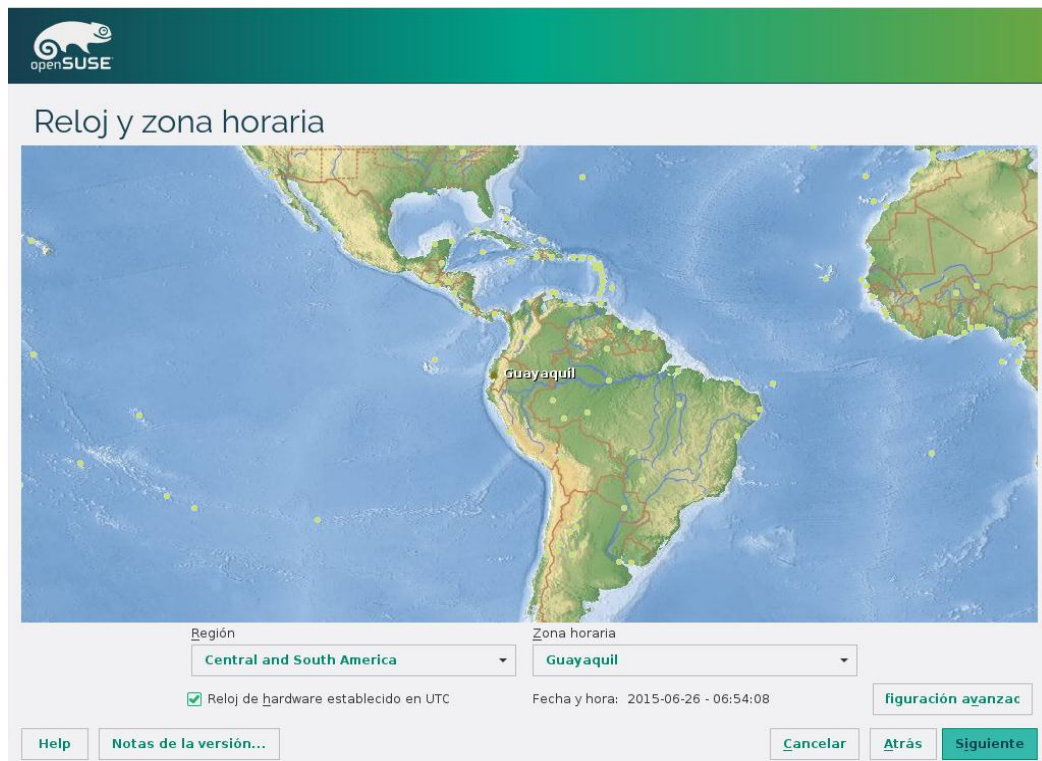 openSUSE
Reloj y zona horaria
Guayaquil
Región
Zona horaria
Central and South America
Guayaquil
Reloj de hardware establecido en UTC
Fecha y hora: 2015-06-26 - 06:54:08
figuración avanzac
Help
Notas de la versión...
Cancelar
Atrás
Siguiente